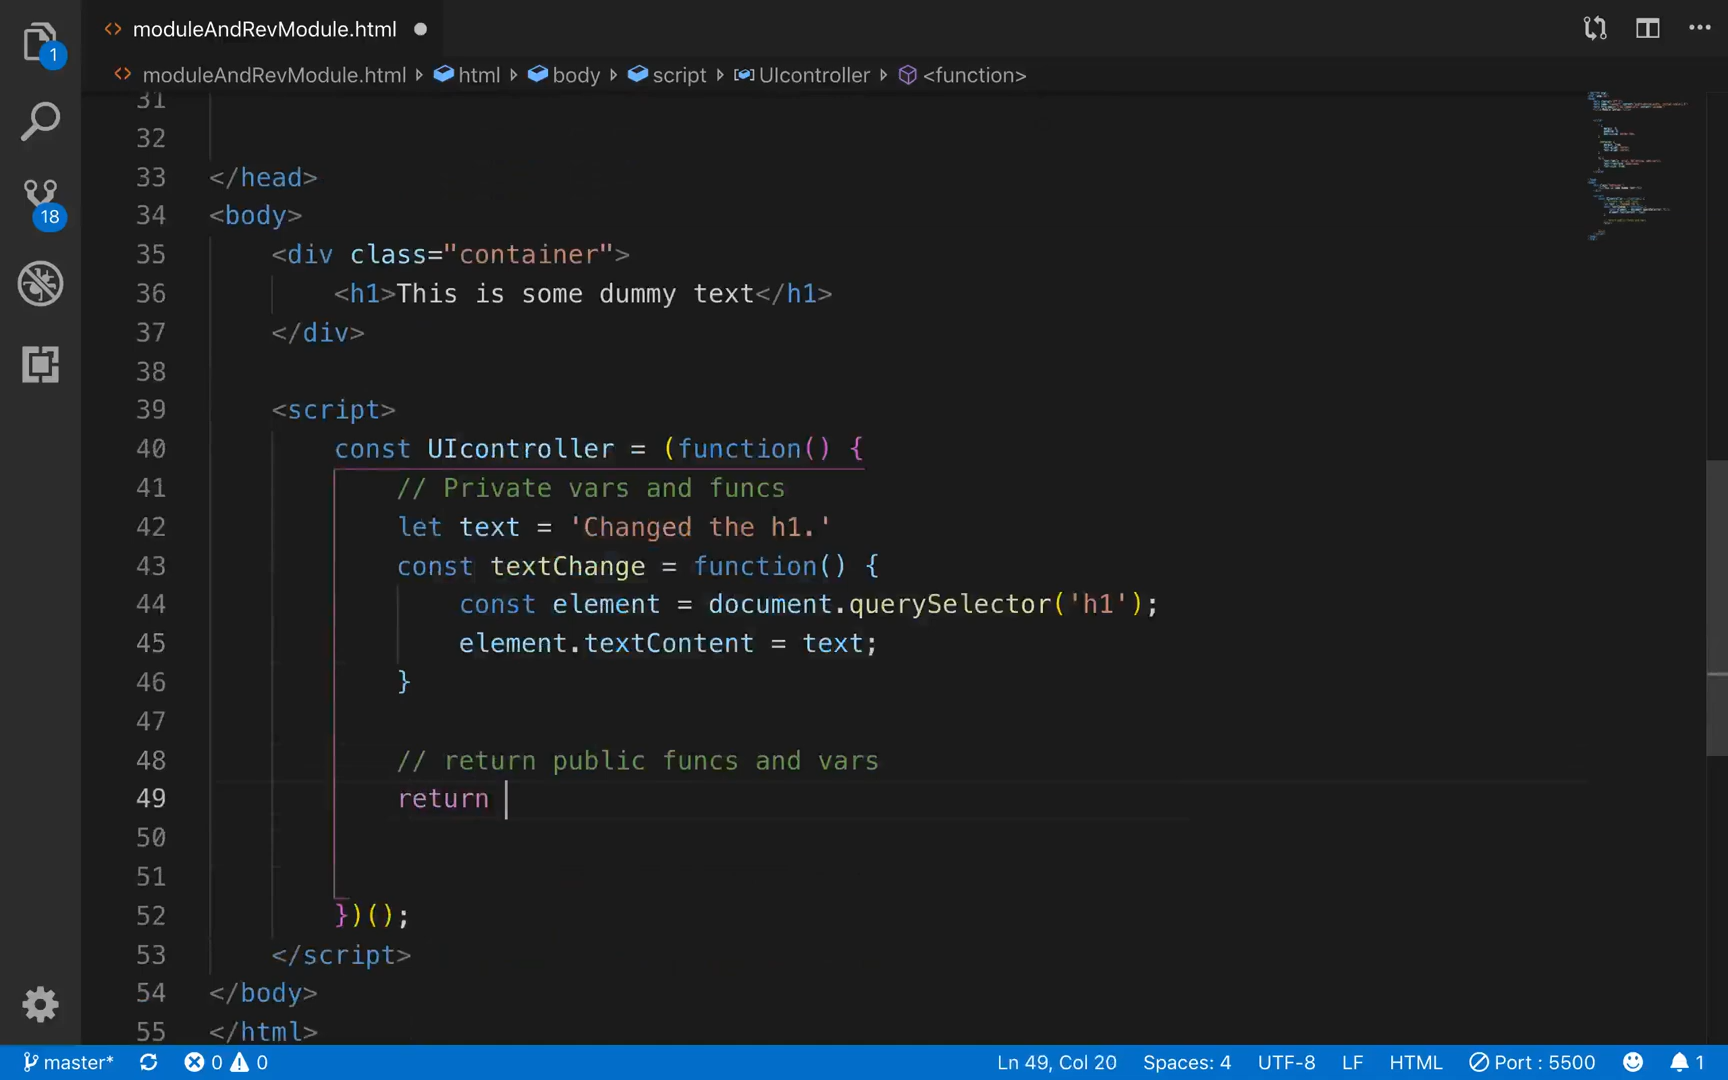 moduleAndRevModule.html
1
moduleAndRevModule.html html body script UIcontroller <function>
31
32
33 </head>
18
34 <body>
35 <div class="container">
36 <h1>This is some dummy text</h1>
37 </div>
38
39 <script>
40 const UIcontroller = (function() {
41 // Private vars and funcs
42 let text = 'Changed the h1.'
43 const textChange = function() {
44 const element = document.querySelector('h1');
45 element.textContent = text;
46 }
47
48 // return public funcs and vars
49 return
50
51
52 })();
53 </script>
54 </body>
55 </html>
master* 0 0 Ln 49, Col 20 Spaces: 4 UTF-8 LF HTML Port : 5500 1